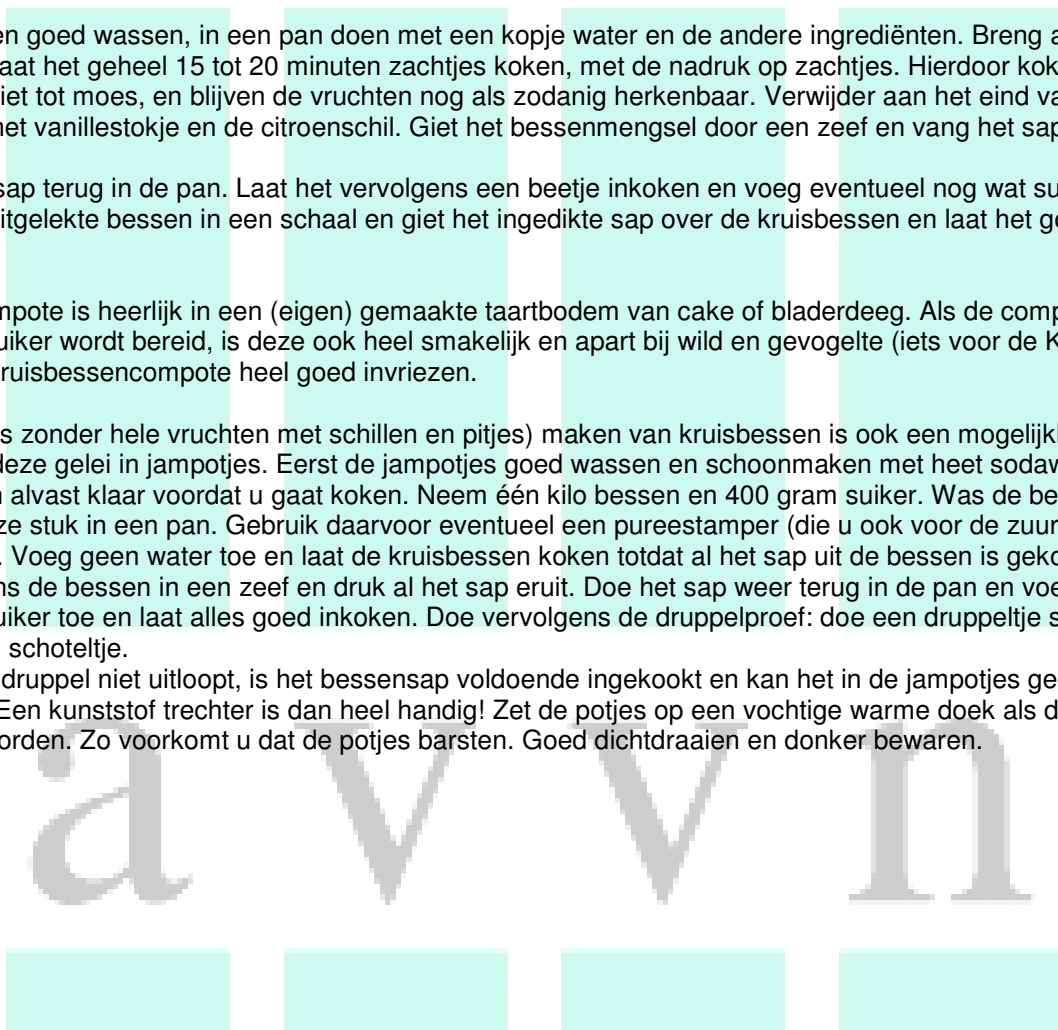 en goed wassen, in een pan doen met een kopje water en de andere ingrediënten. Breng a
aat het geheel 15 tot 20 minuten zachtjes koken, met de nadruk op zachtjes. Hierdoor kok
iet tot moes, en blijven de vruchten nog als zodanig herkenbaar. Verwijder aan het eind va
net vanillestokje en de citroenschil. Giet het bessenmengsel door een zeef en vang het sap
sap terug in de pan. Laat het vervolgens een beetje inkoken en voeg eventueel nog wat su
itgelekte bessen in een schaal en giet het ingedikte sap over de kruisbessen en laat het go
mpote is heerlijk in een (eigen) gemaakte taartbodem van cake of bladerdeeg. Als de comp
uiker wordt bereid, is deze ook heel smakelijk en apart bij wild en gevogelte (iets voor de K
ruisbessencompote heel goed invriezen.
s zonder hele vruchten met schillen en pitjes) maken van kruisbessen is ook een mogelijk
deze gelei in jampotjes. Eerst de jampotjes goed wassen en schoonmaken met heet sodaw
n alvast klaar voordat u gaat koken. Neem één kilo bessen en 400 gram suiker. Was de be
ze stuk in een pan. Gebruik daarvoor eventueel een pureestamper (die u ook voor de zuur
. Voeg geen water toe en laat de kruisbessen koken totdat al het sap uit de bessen is geko
ns de bessen in een zeef en druk al het sap eruit. Doe het sap weer terug in de pan en voe
uiker toe en laat alles goed inkoken. Doe vervolgens de druppelproef: doe een druppeltje s
schoteltje.
druppel niet uitloopt, is het bessensap voldoende ingekookt en kan het in de jampotjes ge
Een kunststof trechter is dan heel handig! Zet de potjes op een vochtige warme doek als d
orden. Zo voorkomt u dat de potjes barsten. Goed dichtdraaien en donker bewaren.
a v v n